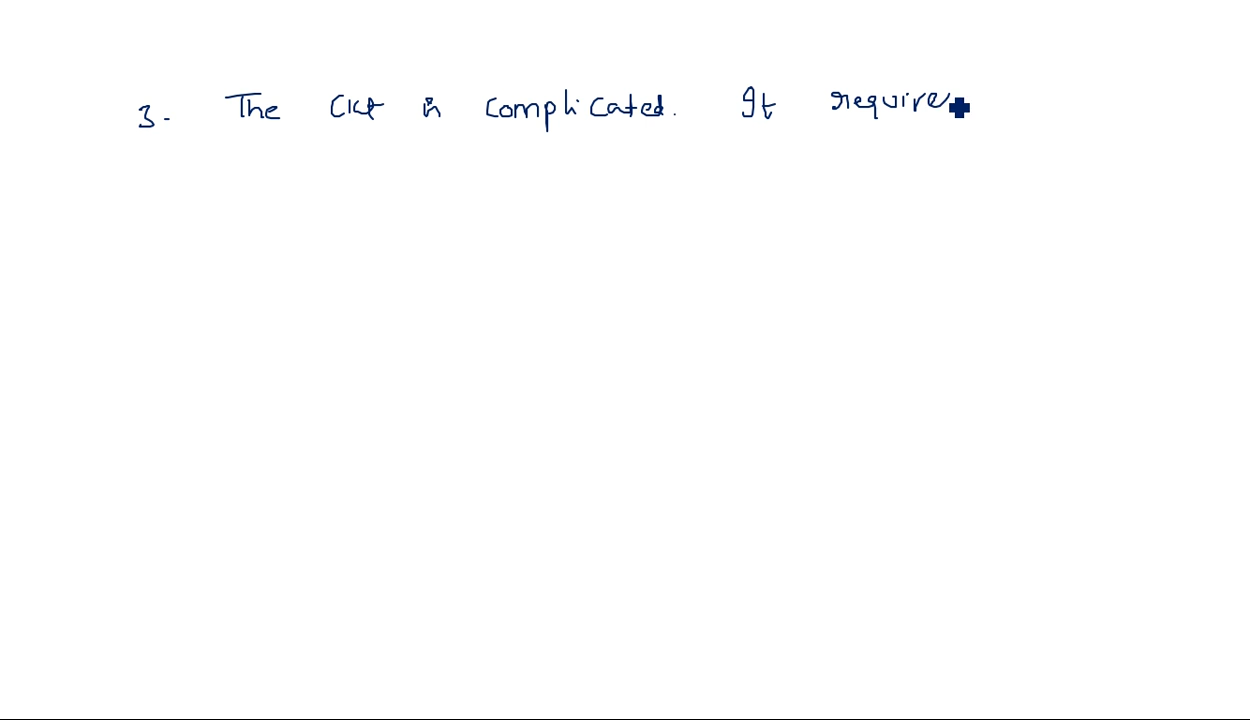 3. The Ckt is complicated. It require